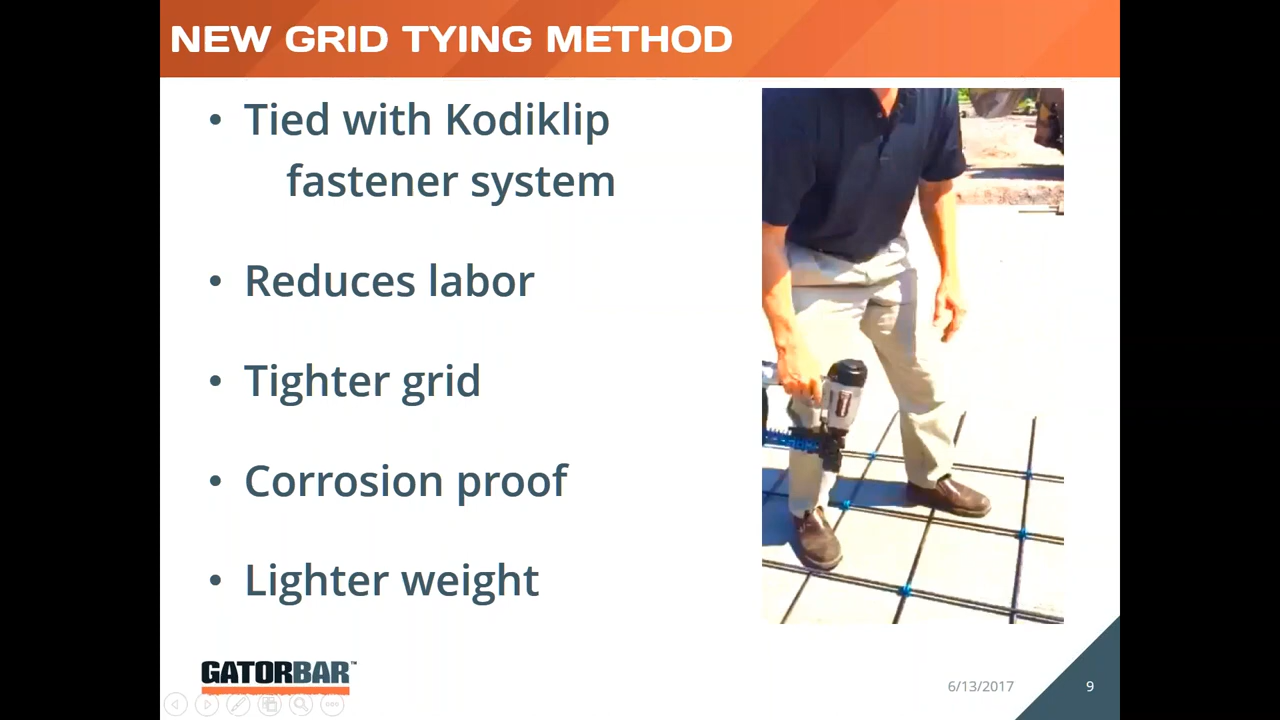 NEW GRID TYING METHOD
• Tied with Kodiklip
fastener system
• Reduces labor
• Tighter grid
• Corrosion proof
• Lighter weight
GATORBAR™
6/13/2017
9